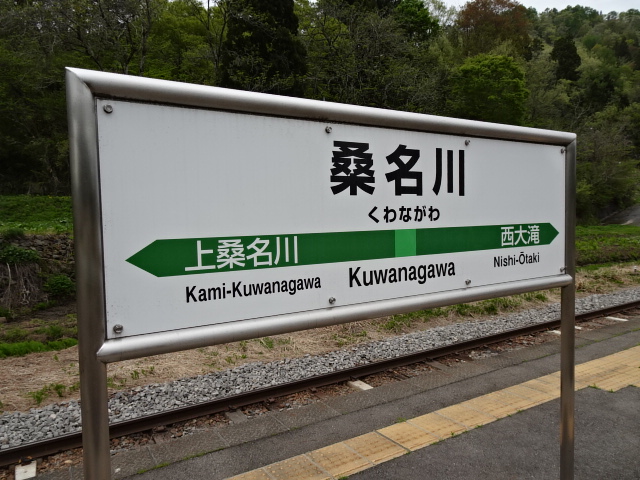 桑名川
くわながわ
上桑名川
西大滝
Kami-Kuwanagawa
Kuwanagawa
Nishi-Ōtaki